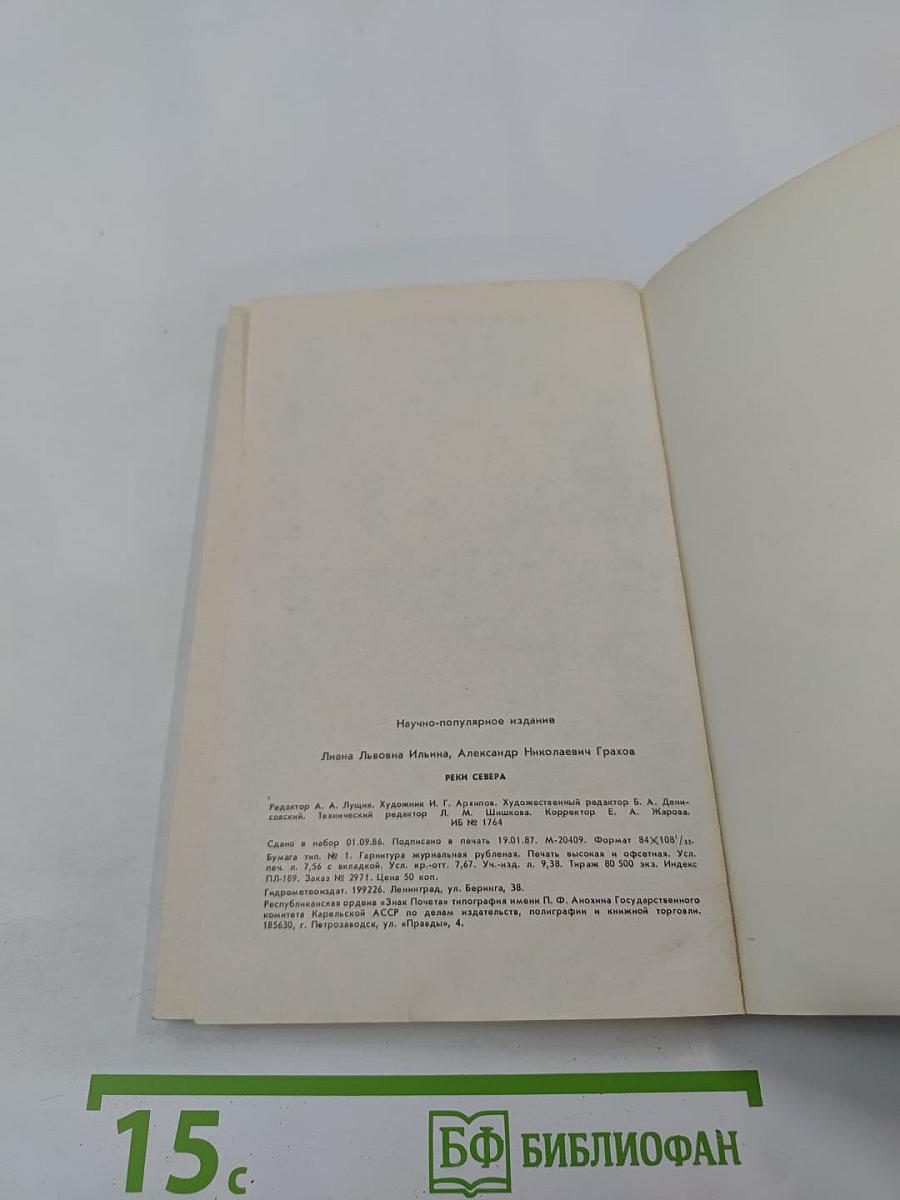 Научно-популярное издание
Лиана Львовна Ильина, Александр Николаевич Грахов
РЕКИ СЕВЕРА
Редактор А. А. Лущик. Художник И. Г. Архипов. Художественный редактор Б. А. Дени-
совский. Технический редактор Л. М. Шишкова. Корректор Е. А. Жарова.
ИБ № 1764
Сдано в набор 01.09.86. Подписано в печать 19.01.87. М-20409. Формат 84×108¹/₃₂.
Бумага тип. № 1. Гарнитура журнальная рубленая. Печать высокая и офсетная. Усл.
печ. л. 7,56 с вкладкой. Усл. кр.-отт. 7,67. Уч.-изд. л. 9,38. Тираж 80 500 экз. Индекс
ПЛ-189. Заказ № 2971. Цена 50 коп.
Гидрометеоиздат. 199226. Ленинград, ул. Беринга, 38.
Республиканская ордена «Знак Почета» типография имени П. Ф. Анохина Государственного
комитета Карельской АССР по делам издательств, полиграфии и книжной торговли.
185630, г. Петрозаводск, ул. «Правды», 4.
15 с
БФ БИБЛИОФАН